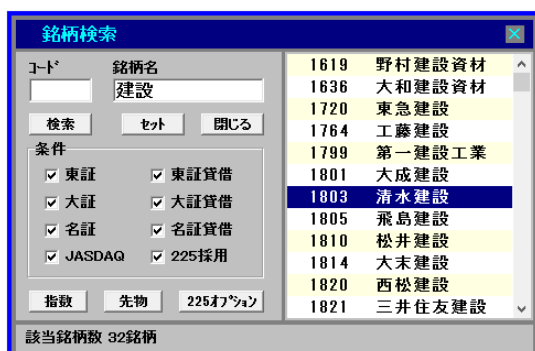 銘柄検索
コード 銘柄名
建設
検索 セット 閉じる
条件
東証 東証貸借
大証 大証貸借
名証 名証貸借
JASDAQ 225採用
指数 先物 225オプション
1619 野村建設資材
1636 大和建設資材
1720 東急建設
1764 工藤建設
1799 第一建設工業
1801 大成建設
1803 清水建設
1805 飛島建設
1810 松井建設
1814 大末建設
1820 西松建設
1821 三井住友建設
該当銘柄数 32銘柄